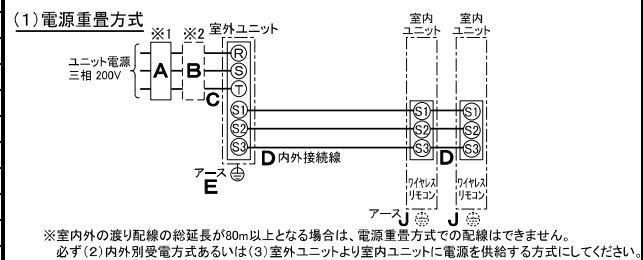 (1)電源重畳方式
※1 ※2 室外ユニット
室内ユニット
室内ユニット
ユニット電源
三相 200V
A
B
C
R
S
T
S1
S2
S3
S1
S2
S3
S1
S2
S3
D 内外接続線
D
アース
E
ワイヤレス
リモコン
ワイヤレス
リモコン
アース J
J
※室内外の渡り配線の総延長が80m以上となる場合は、電源重畳方式での配線はできません。
必ず(2)内外別受電方式あるいは(3)室外ユニットより室内ユニットに電源を供給する方式にしてください。